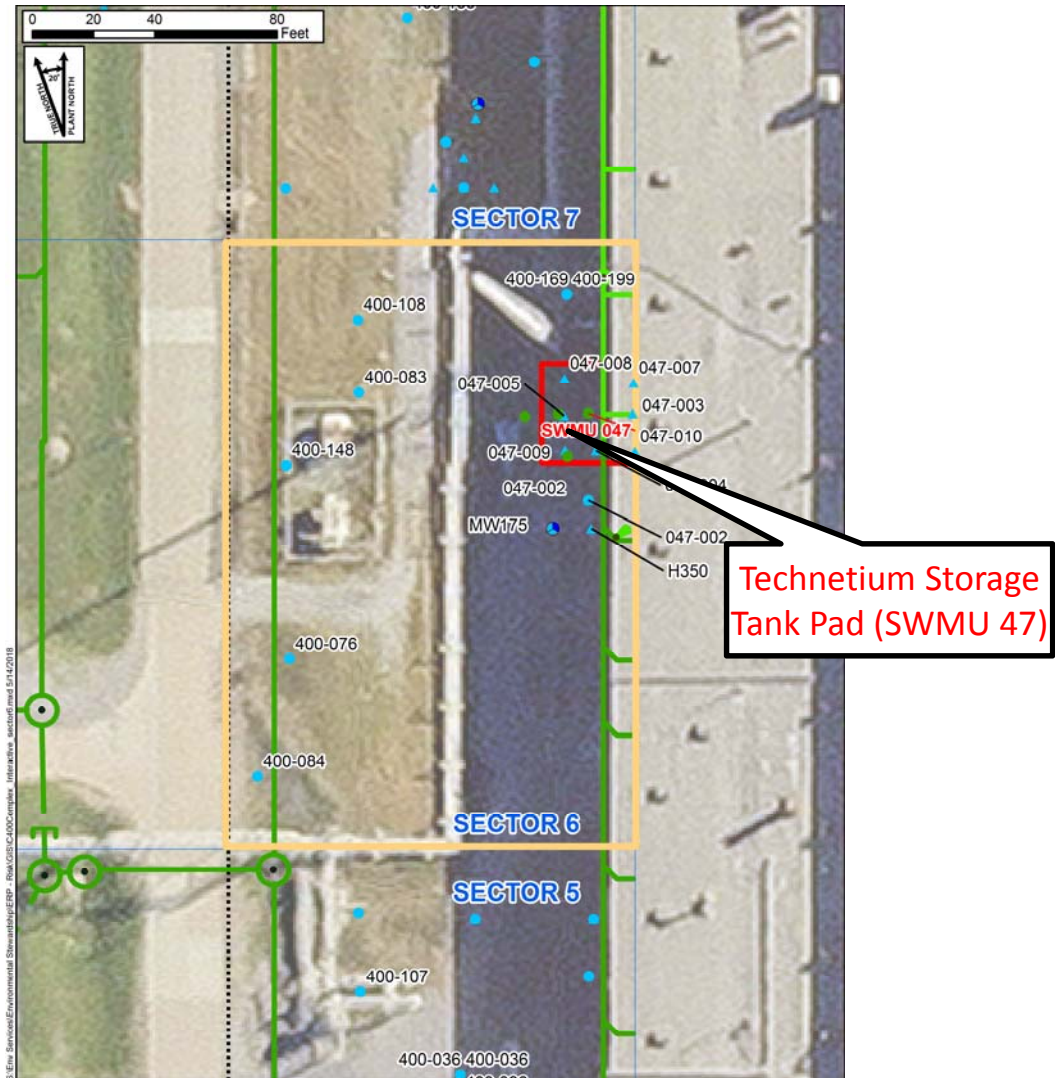 0 20 40 80
Feet
TRUE NORTH
20°
PLANT NORTH
SECTOR 7
400-169 400-199
400-108
047-008
047-007
400-083
047-005
047-003
SWMU 047
047-010
400-148
047-009
047-002
MW175
047-002
H350
Technetium Storage
Tank Pad (SWMU 47)
400-076
400-084
SECTOR 6
SECTOR 5
400-107
400-036 400-036